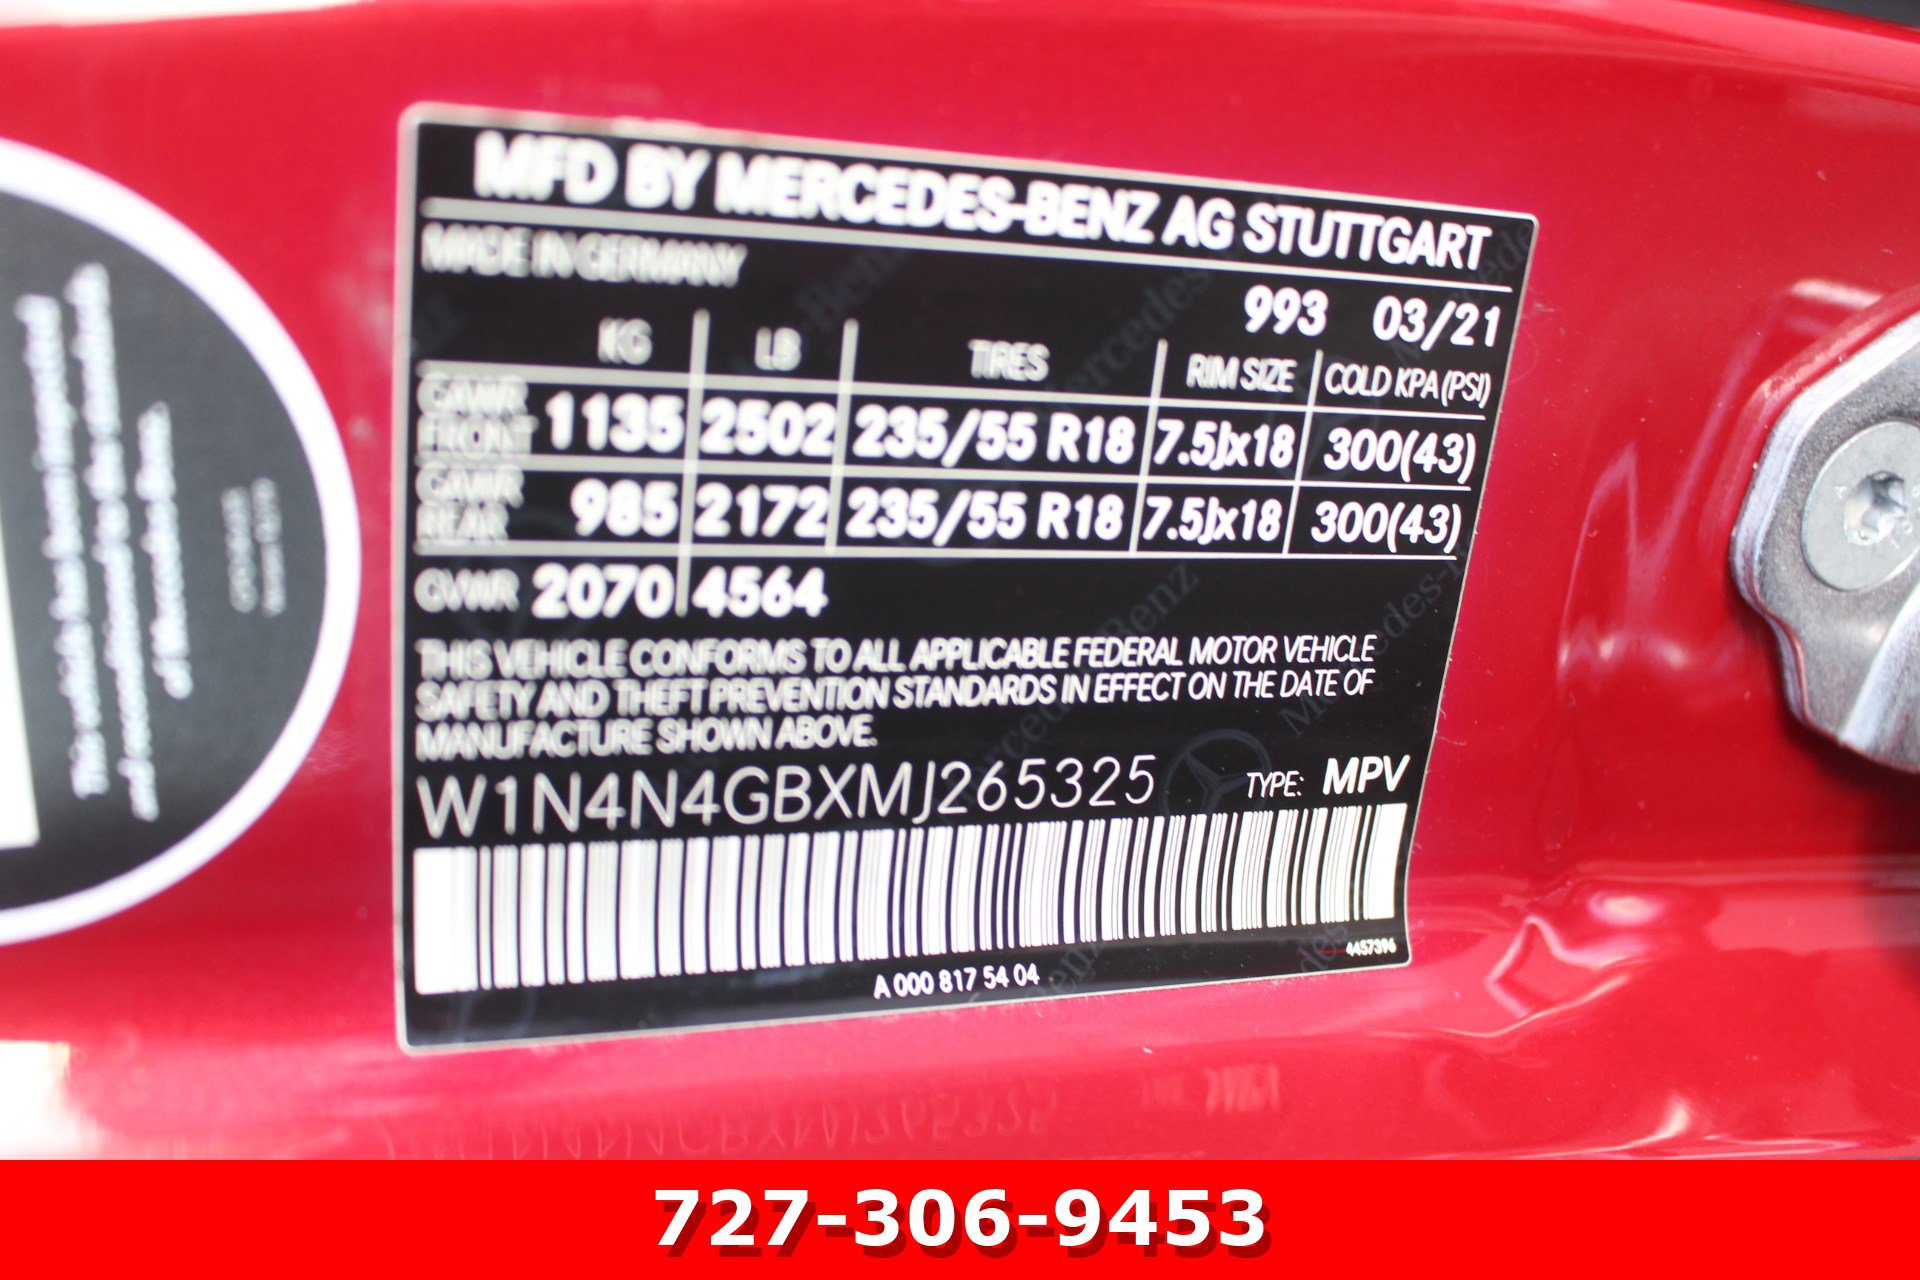 MFD BY MERCEDES-BENZ AG STUTTGART
MADE IN GERMANY
993 03/21
KG LB TIRES RIM SIZE COLD KPA(PSI)
GAWR FRONT 1135 2502 235/55 R18 7.5Jx18 300(43)
GAWR REAR 985 2172 235/55 R18 7.5Jx18 300(43)
GVWR 2070 4564
THIS VEHICLE CONFORMS TO ALL APPLICABLE FEDERAL MOTOR VEHICLE
SAFETY AND THEFT PREVENTION STANDARDS IN EFFECT ON THE DATE OF
MANUFACTURE SHOWN ABOVE.
W1N4N4GBXMJ265325 TYPE: MPV
4457396
A 000 817 54 04
727-306-9453